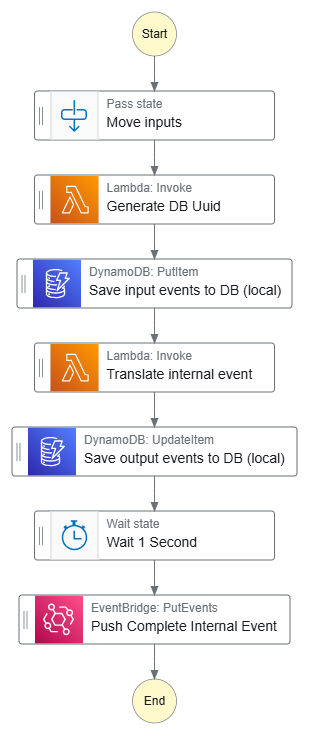 Start
Pass state
Move inputs
Lambda: Invoke
Generate DB Uuid
DynamoDB: PutItem
Save input events to DB (local)
Lambda: Invoke
Translate internal event
DynamoDB: UpdateItem
Save output events to DB (local)
Wait state
Wait 1 Second
EventBridge: PutEvents
Push Complete Internal Event
End